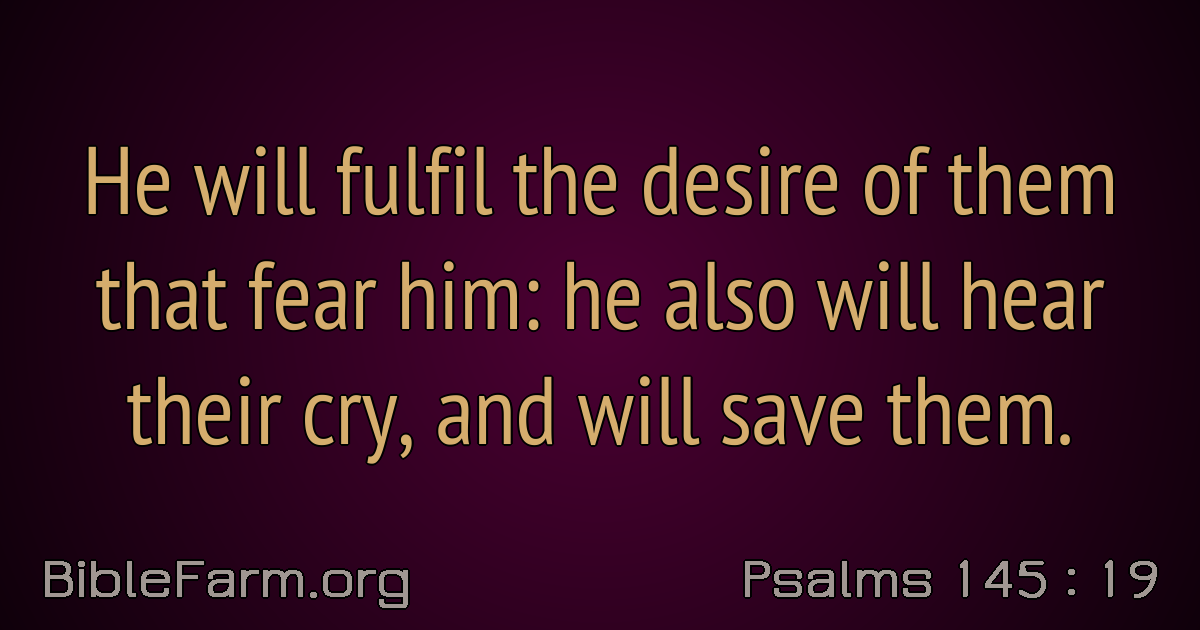 He will fulfil the desire of them
that fear him: he also will hear
their cry, and will save them.
BibleFarm.org
Psalms 145 : 19